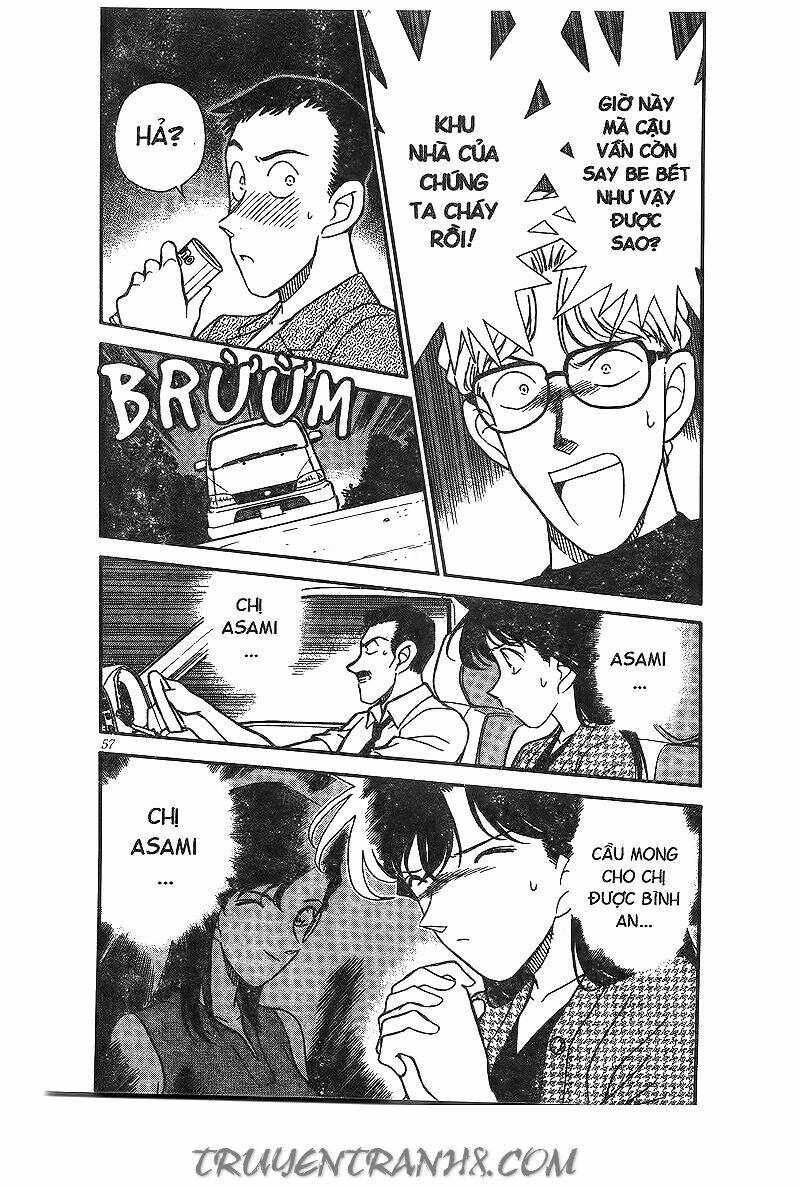 GIỜ NÀY
MÀ CẬU
VẪN CÒN
SAY BE BÉT
NHƯ VẬY
ĐƯỢC
SAO?
KHU
NHÀ CỦA
CHÚNG
TA CHÁY
RỒI!
HẢ?
BRỪỪM
ASAMI
...
CHỊ
ASAMI
...
57
CẦU MONG
CHO CHỊ
ĐƯỢC BÌNH
AN...
CHỊ
ASAMI
...
TRUYENTRANH8.COM